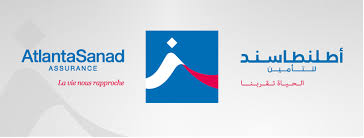 AtlantaSanad
ASSURANCE
La vie nous rapproche
أطلنطاسند
للتأمين
الحياة تقربنا